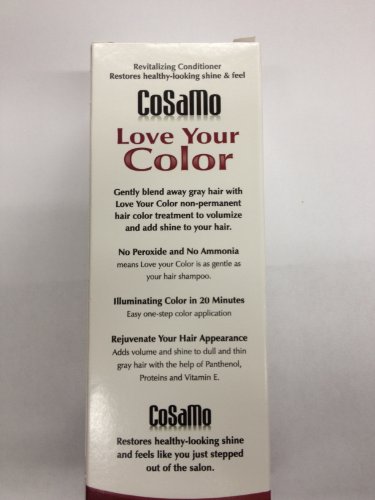 Revitalizing Conditioner
Restores healthy-looking shine & feel
CoSaMo
Love Your
Color
Gently blend away gray hair with
Love Your Color non-permanent
hair color treatment to volumize
and add shine to your hair.
No Peroxide and No Ammonia
means Love your Color is as gentle as
your hair shampoo.
Illuminating Color in 20 Minutes
Easy one-step color application
Rejuvenate Your Hair Appearance
Adds volume and shine to dull and thin
gray hair with the help of Panthenol,
Proteins and Vitamin E.
CoSaMo
Restores healthy-looking shine
and feels like you just stepped
out of the salon.